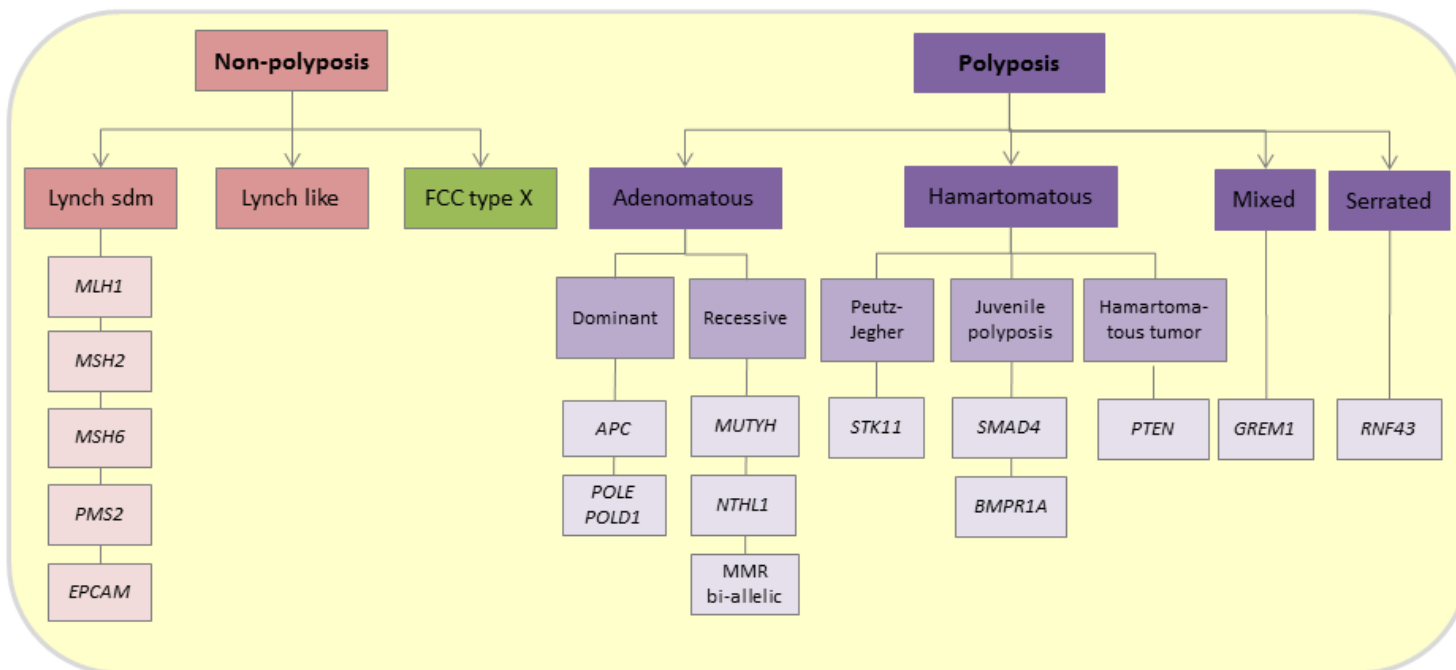 Non-polyposis
Polyposis
Lynch sdm
Lynch like
FCC type X
Adenomatous
Hamartomatous
Mixed
Serrated
MLH1
MSH2
MSH6
PMS2
EPCAM
Dominant
Recessive
Peutz-
Jegher
Juvenile
polyposis
Hamartoma-
tous tumor
APC
POLE
POLD1
MUTYH
NTHL1
MMR
bi-allelic
STK11
SMAD4
BMPR1A
PTEN
GREM1
RNF43